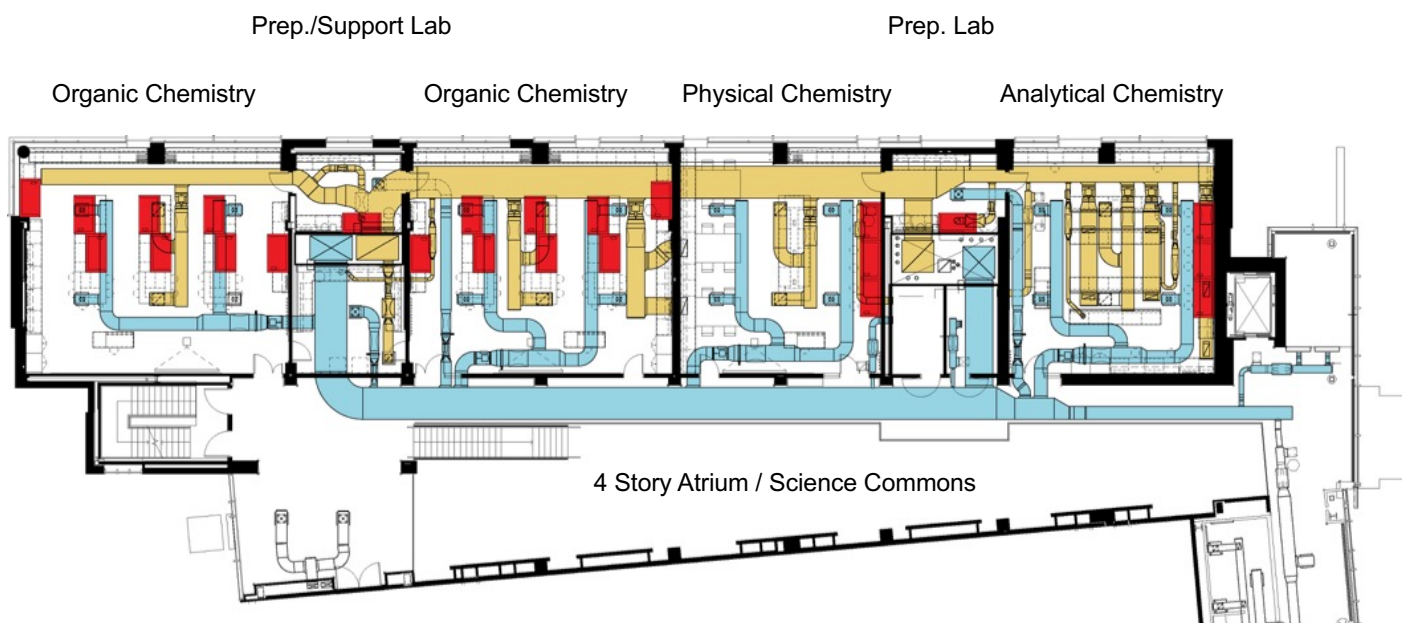 Prep./Support Lab
Prep. Lab
Organic Chemistry
Organic Chemistry
Physical Chemistry
Analytical Chemistry
4 Story Atrium / Science Commons